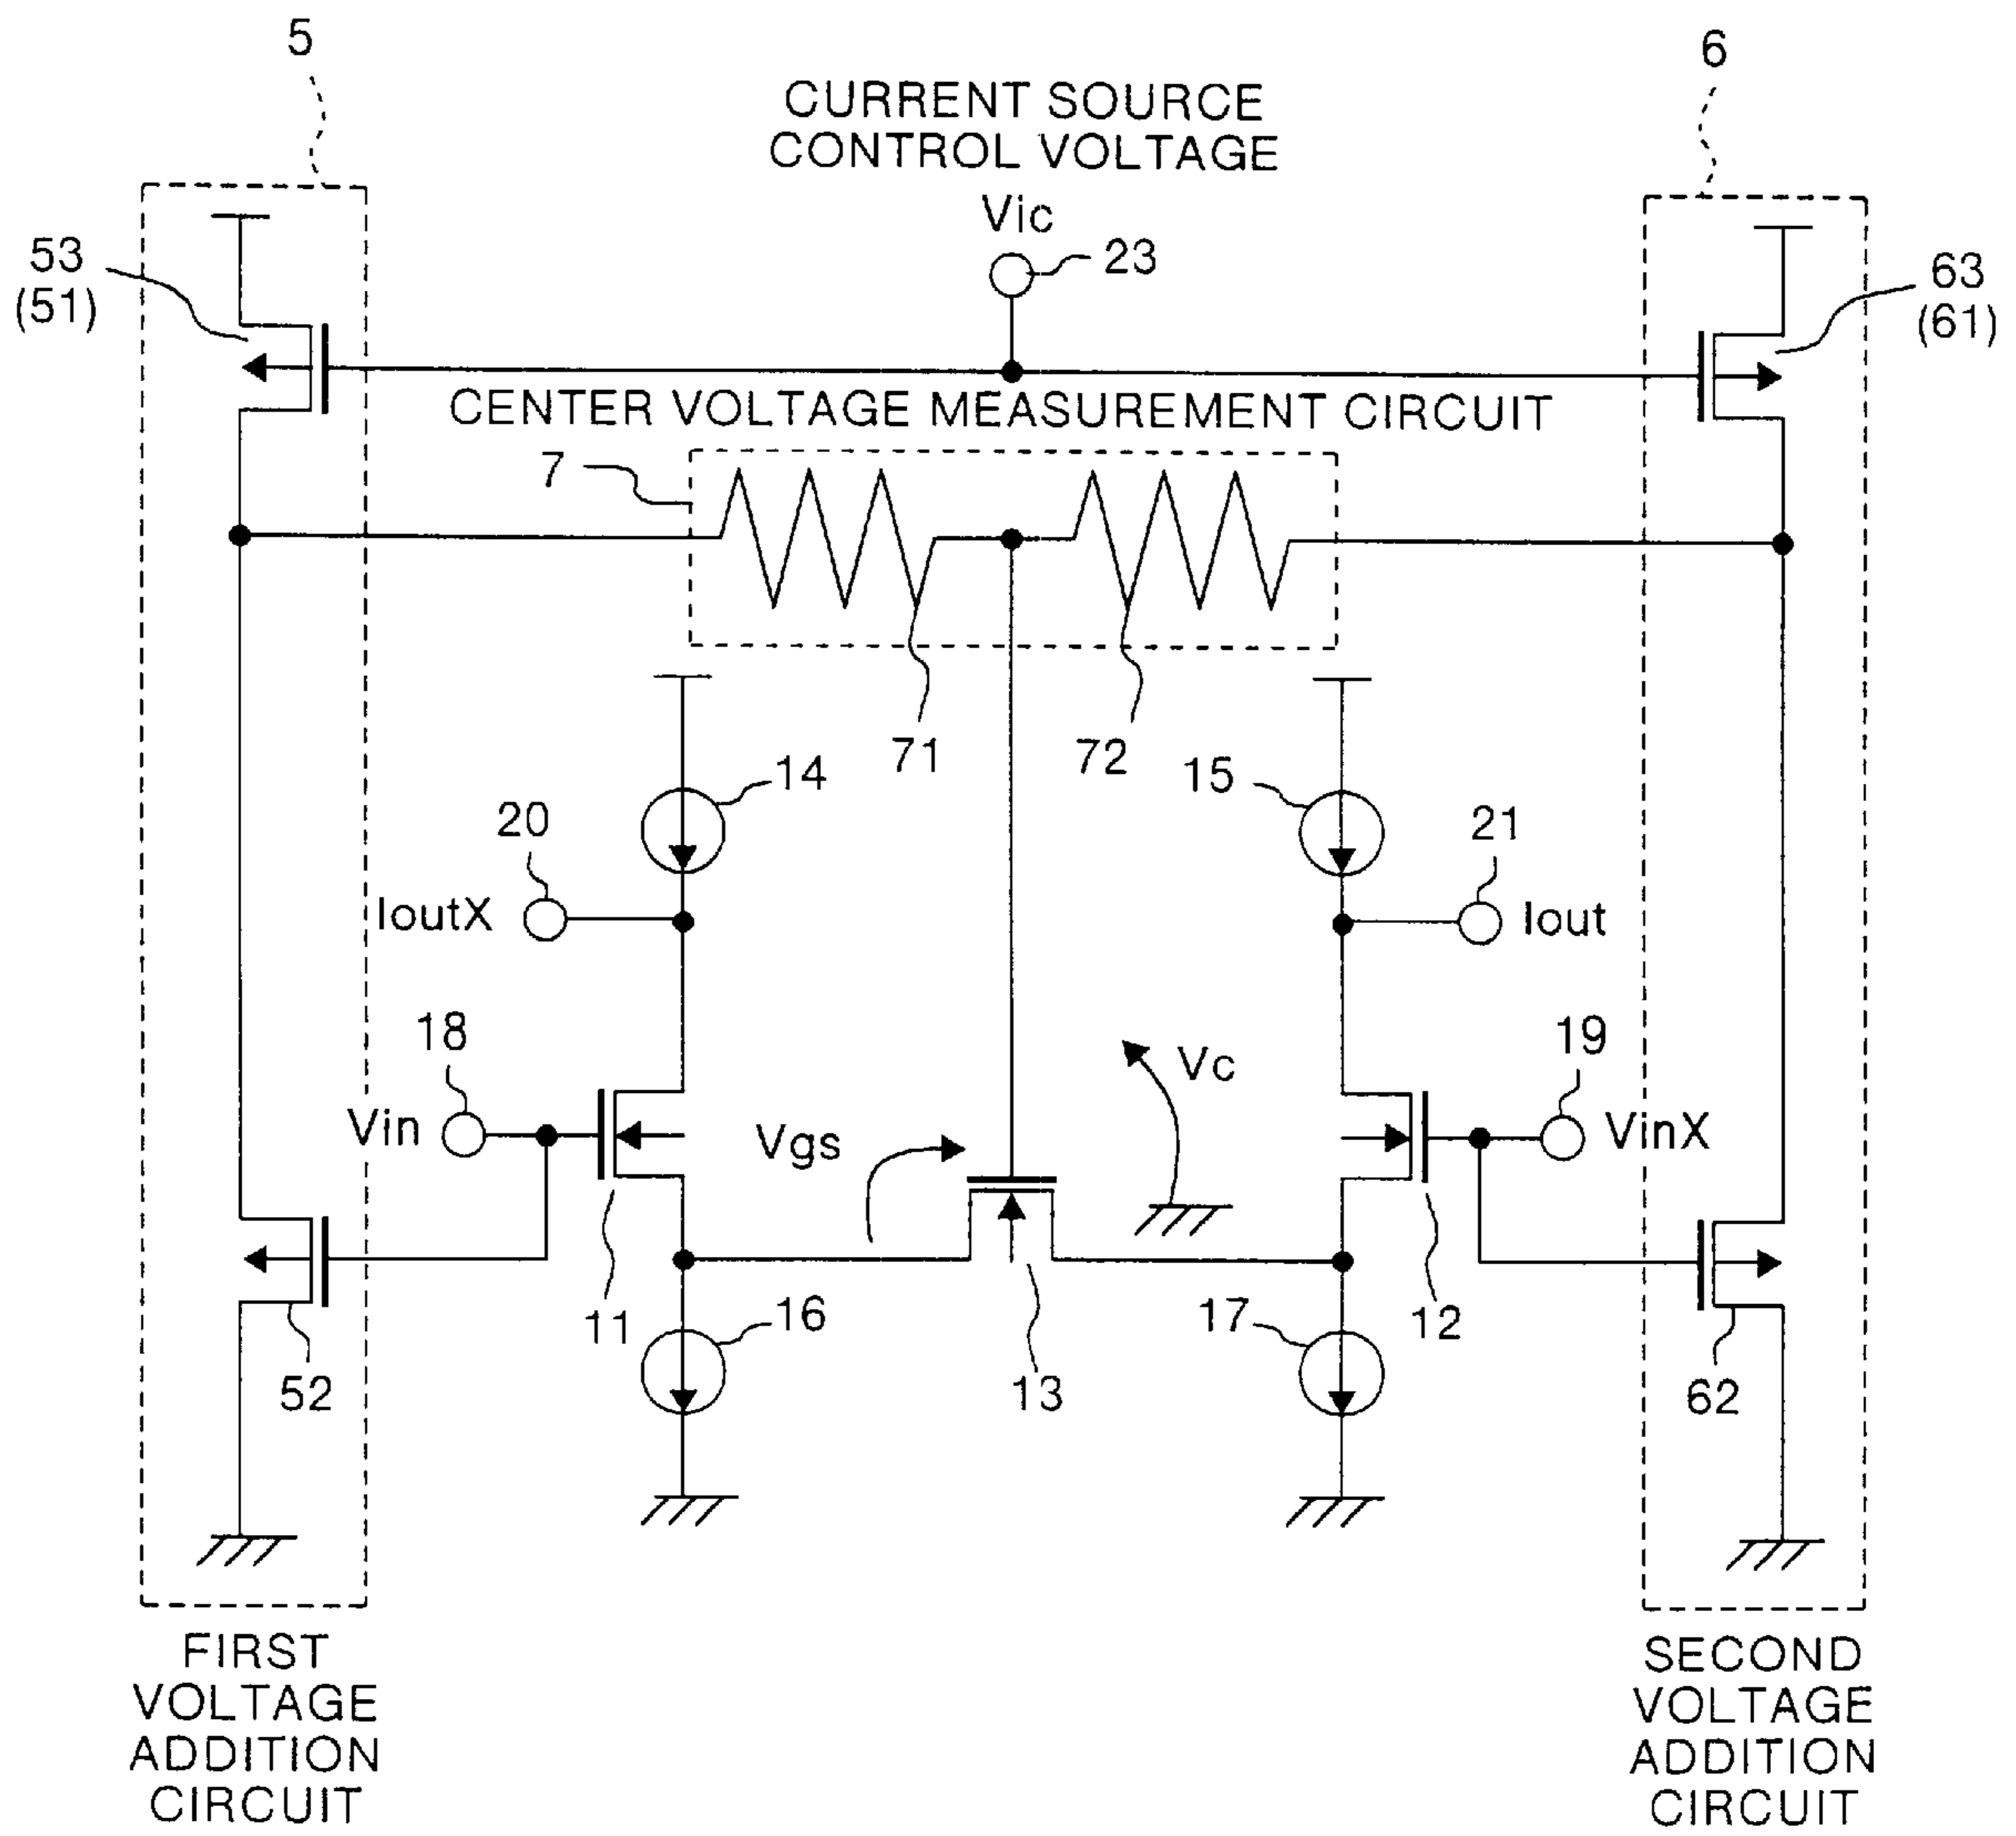 5
6
CURRENT SOURCE
CONTROL VOLTAGE
Vic
23
53
(51)
63
(61)
CENTER VOLTAGE MEASUREMENT CIRCUIT
7
71
72
14
15
20
21
IoutX
Iout
18
19
Vin
VinX
Vgs
Vc
11
16
13
17
12
52
62
FIRST
VOLTAGE
ADDITION
CIRCUIT
SECOND
VOLTAGE
ADDITION
CIRCUIT